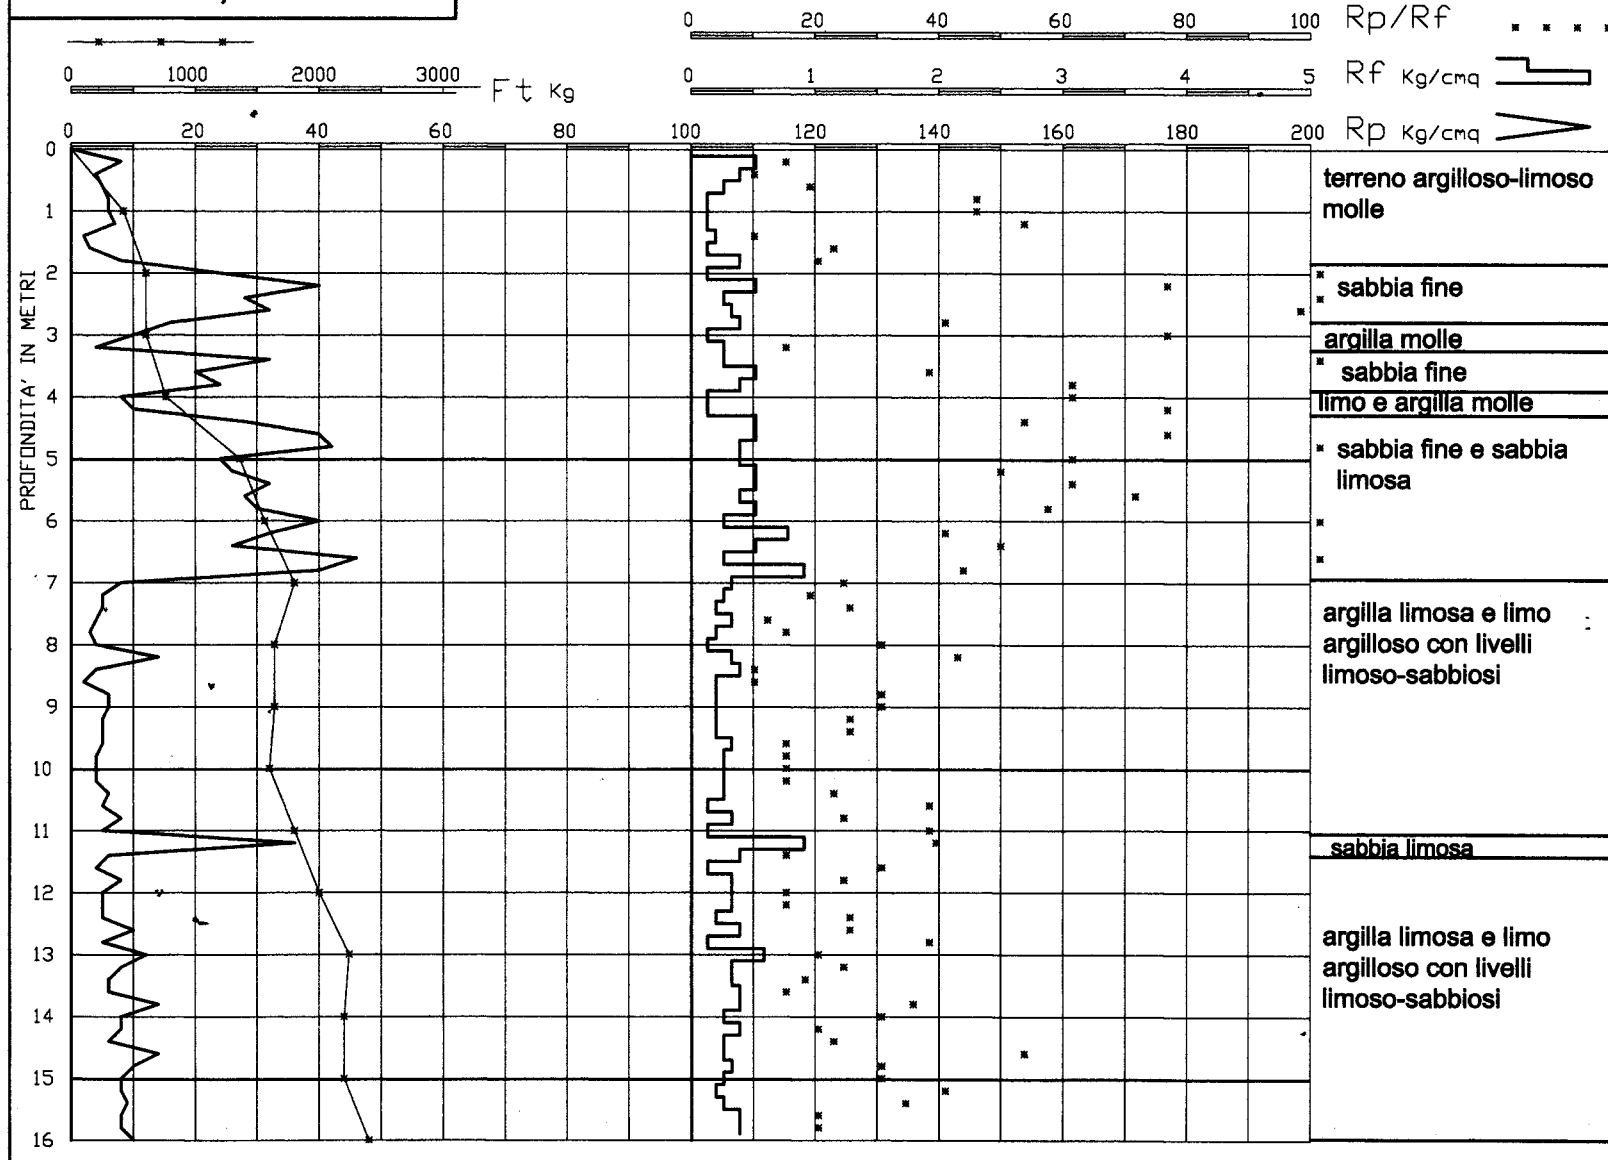 0 20 40 60 80 100 Rp/Rf
0 1 2 3 4 5 Rf Kg/cmq
0 1000 2000 3000 Ft Kg
0 20 40 60 80 100 120 140 160 180 200 Rp Kg/cmq
PROFONDITA' IN METRI
0
1
2
3
4
5
6
7
8
9
10
11
12
13
14
15
16
terreno argilloso-limoso
molle
sabbia fine
argilla molle
sabbia fine
limo e argilla molle
sabbia fine e sabbia
limosa
argilla limosa e limo
argilloso con livelli
limoso-sabbiosi
sabbia limosa
argilla limosa e limo
argilloso con livelli
limoso-sabbiosi